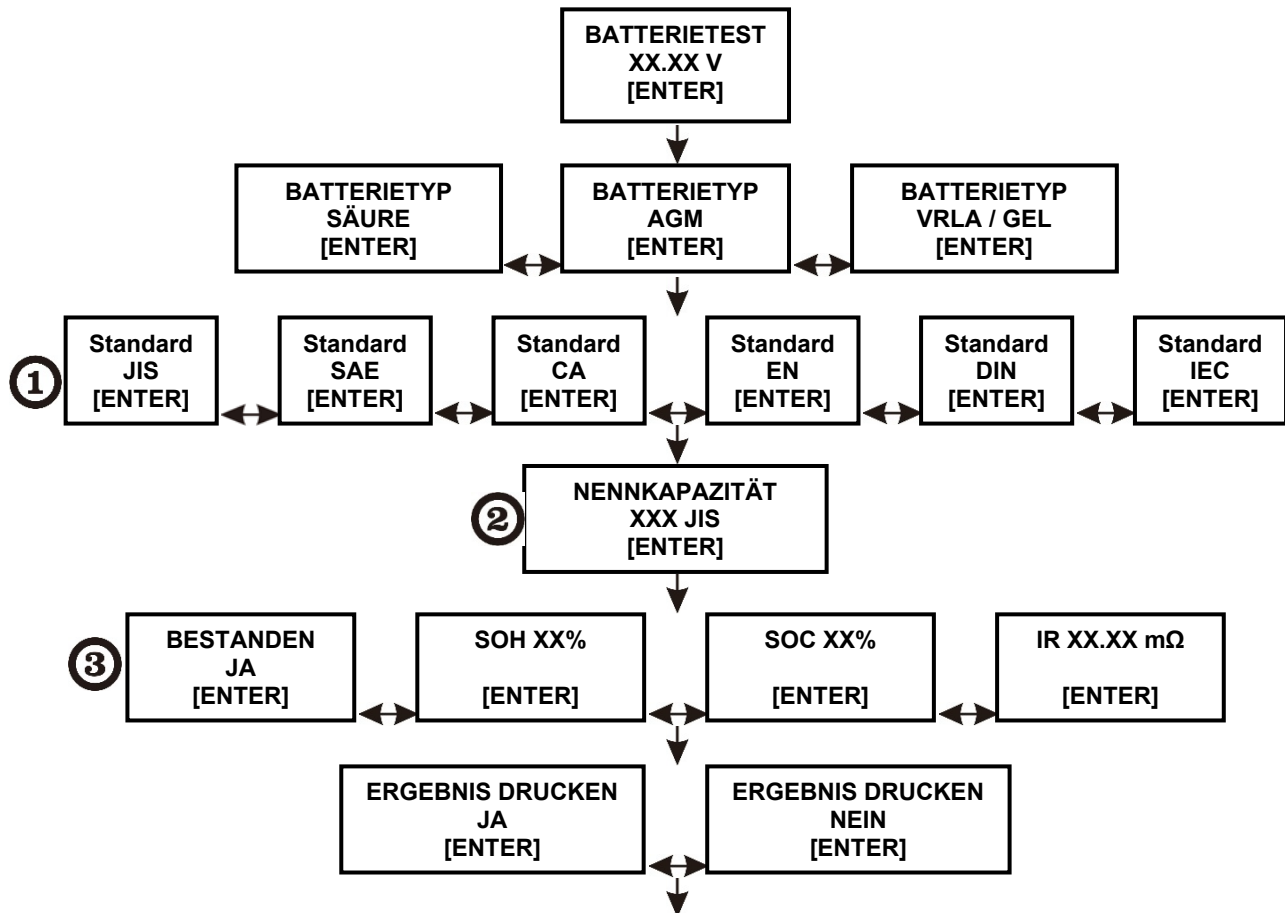 BATTERIETEST
XX.XX V
[ENTER]
BATTERIETYP
SÄURE
[ENTER]
BATTERIETYP
AGM
[ENTER]
BATTERIETYP
VRLA / GEL
[ENTER]
1
Standard
JIS
[ENTER]
Standard
SAE
[ENTER]
Standard
CA
[ENTER]
Standard
EN
[ENTER]
Standard
DIN
[ENTER]
Standard
IEC
[ENTER]
2
NENNKAPAZITÄT
XXX JIS
[ENTER]
3
BESTANDEN
JA
[ENTER]
SOH XX%
[ENTER]
SOC XX%
[ENTER]
IR XX.XX mΩ
[ENTER]
ERGEBNIS DRUCKEN
JA
[ENTER]
ERGEBNIS DRUCKEN
NEIN
[ENTER]